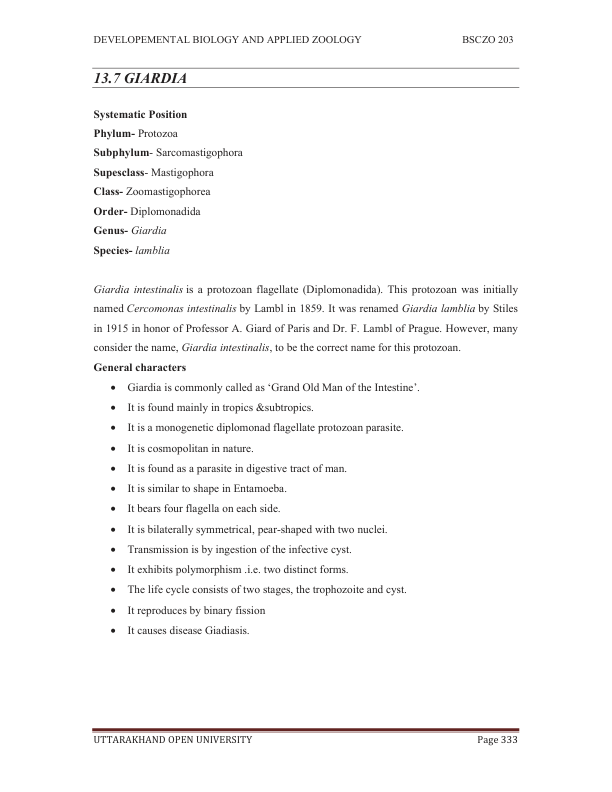 DEVELOPEMENTAL BIOLOGY AND APPLIED ZOOLOGY BSCZO 203
13.7 GIARDIA
Systematic Position
Phylum- Protozoa
Subphylum- Sarcomastigophora
Supesclass- Mastigophora
Class- Zoomastigophorea
Order- Diplomonadida
Genus- Giardia
Species- lamblia
Giardia intestinalis is a protozoan flagellate (Diplomonadida). This protozoan was initially
named Cercomonas intestinalis by Lambl in 1859. It was renamed Giardia lamblia by Stiles
in 1915 in honor of Professor A. Giard of Paris and Dr. F. Lambl of Prague. However, many
consider the name, Giardia intestinalis, to be the correct name for this protozoan.
General characters
• Giardia is commonly called as ‘Grand Old Man of the Intestine’.
• It is found mainly in tropics &subtropics.
• It is a monogenetic diplomonad flagellate protozoan parasite.
• It is cosmopolitan in nature.
• It is found as a parasite in digestive tract of man.
• It is similar to shape in Entamoeba.
• It bears four flagella on each side.
• It is bilaterally symmetrical, pear-shaped with two nuclei.
• Transmission is by ingestion of the infective cyst.
• It exhibits polymorphism .i.e. two distinct forms.
• The life cycle consists of two stages, the trophozoite and cyst.
• It reproduces by binary fission
• It causes disease Giadiasis.
UTTARAKHAND OPEN UNIVERSITY Page 333